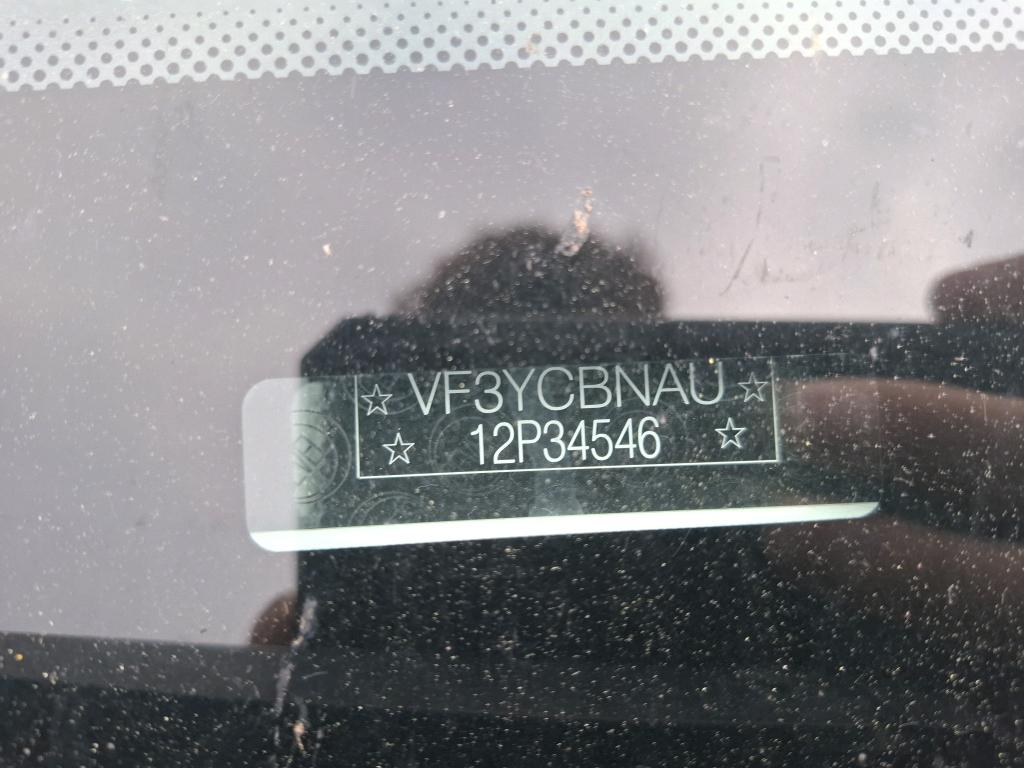 ☆ VF3YCBNAU ☆
☆ 12P34546 ☆